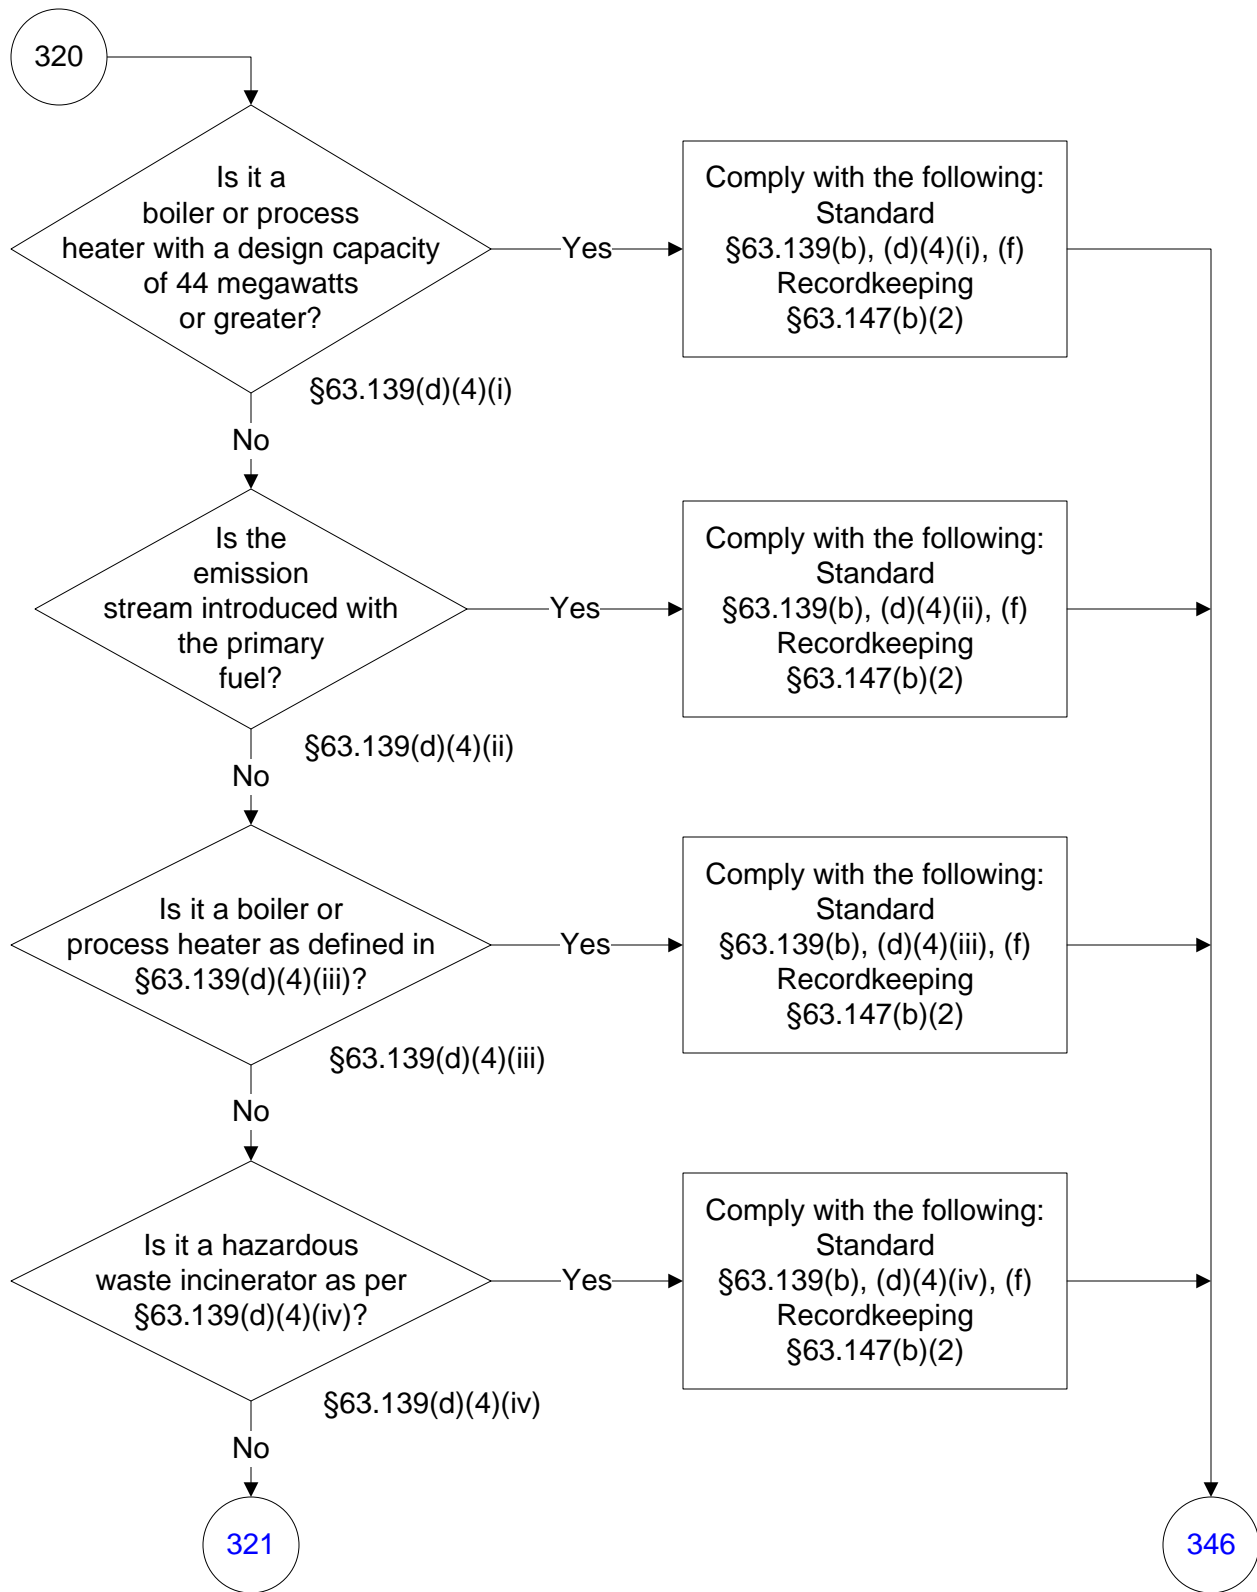 320
Is it a
boiler or process
heater with a design capacity
of 44 megawatts
or greater?
Yes
Comply with the following:
Standard
§63.139(b), (d)(4)(i), (f)
Recordkeeping
§63.147(b)(2)
§63.139(d)(4)(i)
No
Is the
emission
stream introduced with
the primary
fuel?
Yes
Comply with the following:
Standard
§63.139(b), (d)(4)(ii), (f)
Recordkeeping
§63.147(b)(2)
§63.139(d)(4)(ii)
No
Is it a boiler or
process heater as defined in
§63.139(d)(4)(iii)?
Yes
Comply with the following:
Standard
§63.139(b), (d)(4)(iii), (f)
Recordkeeping
§63.147(b)(2)
§63.139(d)(4)(iii)
No
Is it a hazardous
waste incinerator as per
§63.139(d)(4)(iv)?
Yes
Comply with the following:
Standard
§63.139(b), (d)(4)(iv), (f)
Recordkeeping
§63.147(b)(2)
§63.139(d)(4)(iv)
No
321
346